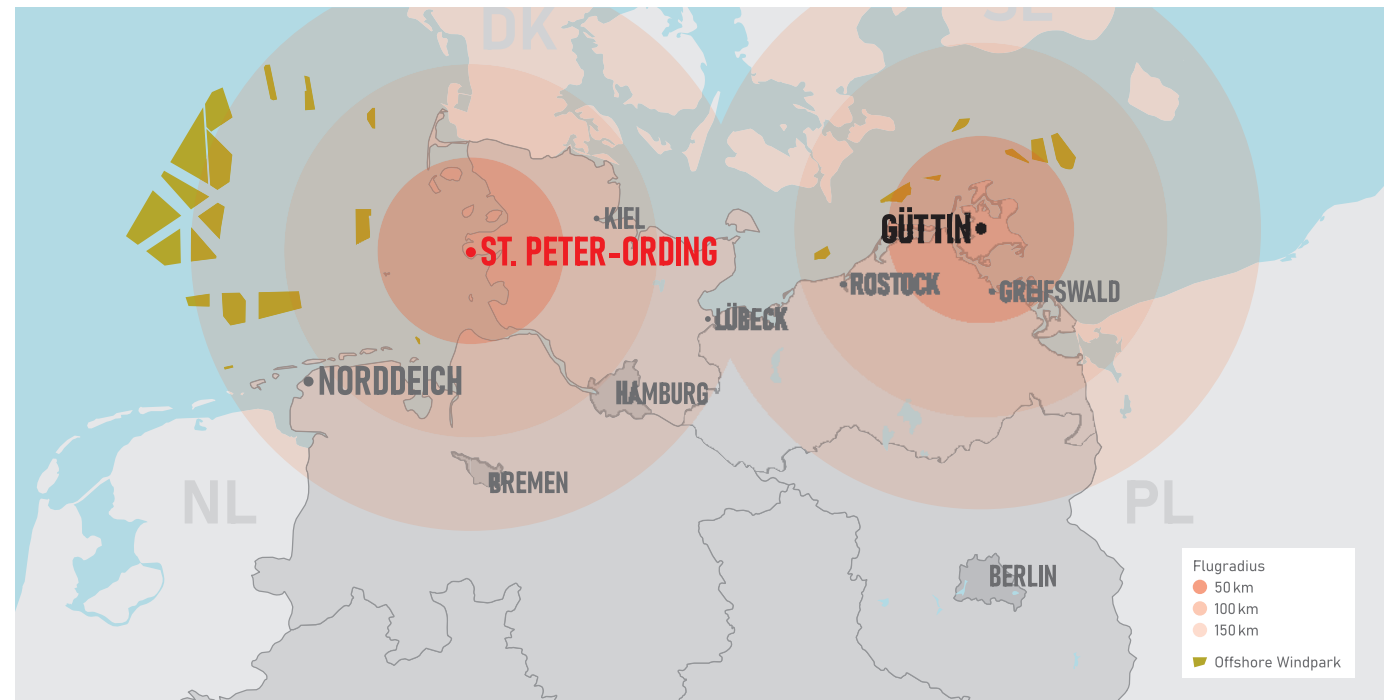 DK
SE
KIEL
ST. PETER-ORDING
GÜTTIN
ROSTOCK
GREIFSWALD
LÜBECK
NORDDEICH
HAMBURG
BREMEN
NL
PL
BERLIN
Flugradius
50 km
100 km
150 km
Offshore Windpark